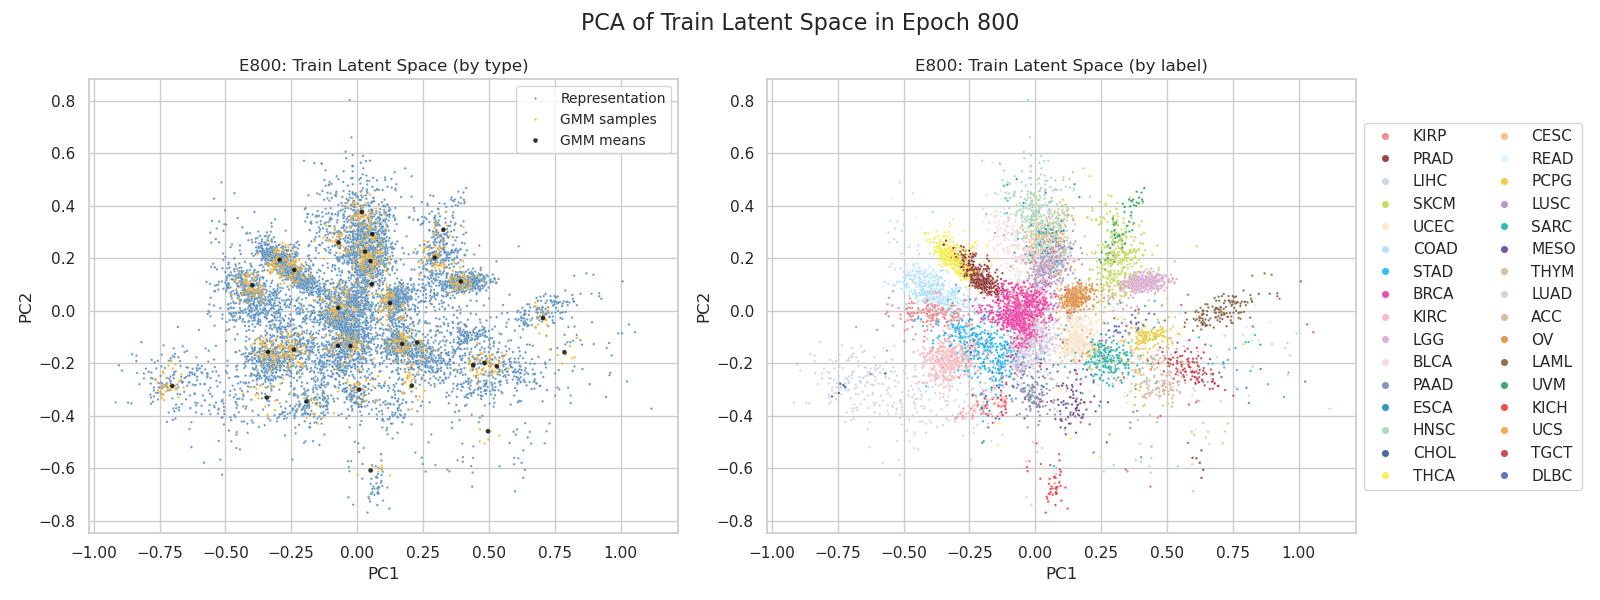 PCA of Train Latent Space in Epoch 800
E800: Train Latent Space (by type)
Representation
GMM samples
GMM means
0.8
0.6
0.4
0.2
0.0
−0.2
−0.4
−0.6
−0.8
PC2
−1.00 −0.75 −0.50 −0.25 0.00 0.25 0.50 0.75 1.00
PC1
E800: Train Latent Space (by label)
0.8
0.6
0.4
0.2
0.0
−0.2
−0.4
−0.6
−0.8
PC2
−1.00 −0.75 −0.50 −0.25 0.00 0.25 0.50 0.75 1.00
PC1
KIRP
PRAD
LIHC
SKCM
UCEC
COAD
STAD
BRCA
KIRC
LGG
BLCA
PAAD
ESCA
HNSC
CHOL
THCA
CESC
READ
PCPG
LUSC
SARC
MESO
THYM
LUAD
ACC
OV
LAML
UVM
KICH
UCS
TGCT
DLBC